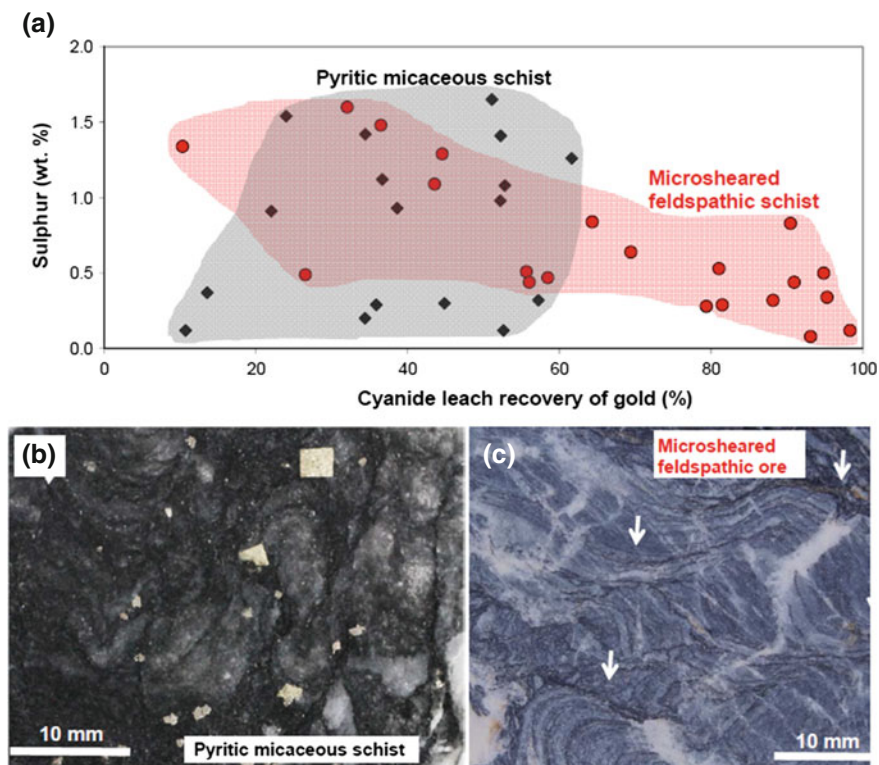 (a)
2.0
1.5
1.0
0.5
0.0
Sulphur (wt. %)
Pyritic micaceous schist
Microsheared
feldspathic schist
0 20 40 60 80 100
Cyanide leach recovery of gold (%)
(b)
10 mm
Pyritic micaceous schist
(c)
Microsheared
feldspathic ore
10 mm